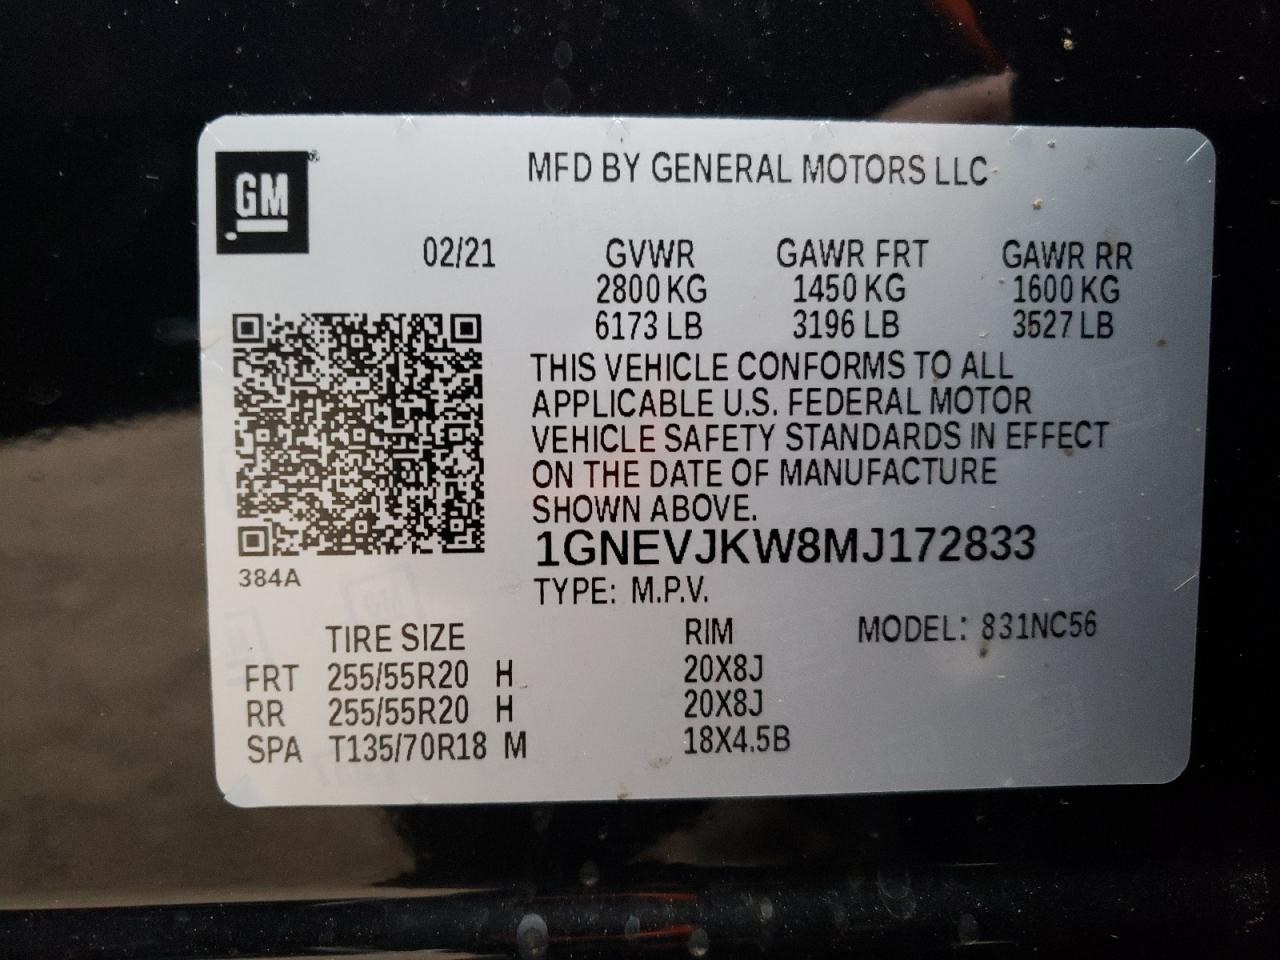 GM
®
MFD BY GENERAL MOTORS LLC
02/21 GVWR GAWR FRT GAWR RR
2800 KG 1450 KG 1600 KG
6173 LB 3196 LB 3527 LB
THIS VEHICLE CONFORMS TO ALL
APPLICABLE U.S. FEDERAL MOTOR
VEHICLE SAFETY STANDARDS IN EFFECT
ON THE DATE OF MANUFACTURE
SHOWN ABOVE.
1GNEVJKW8MJ172833
384A
TYPE: M.P.V.
TIRE SIZE RIM MODEL: 831NC56
FRT 255/55R20 H 20X8J
RR 255/55R20 H 20X8J
SPA T135/70R18 M 18X4.5B